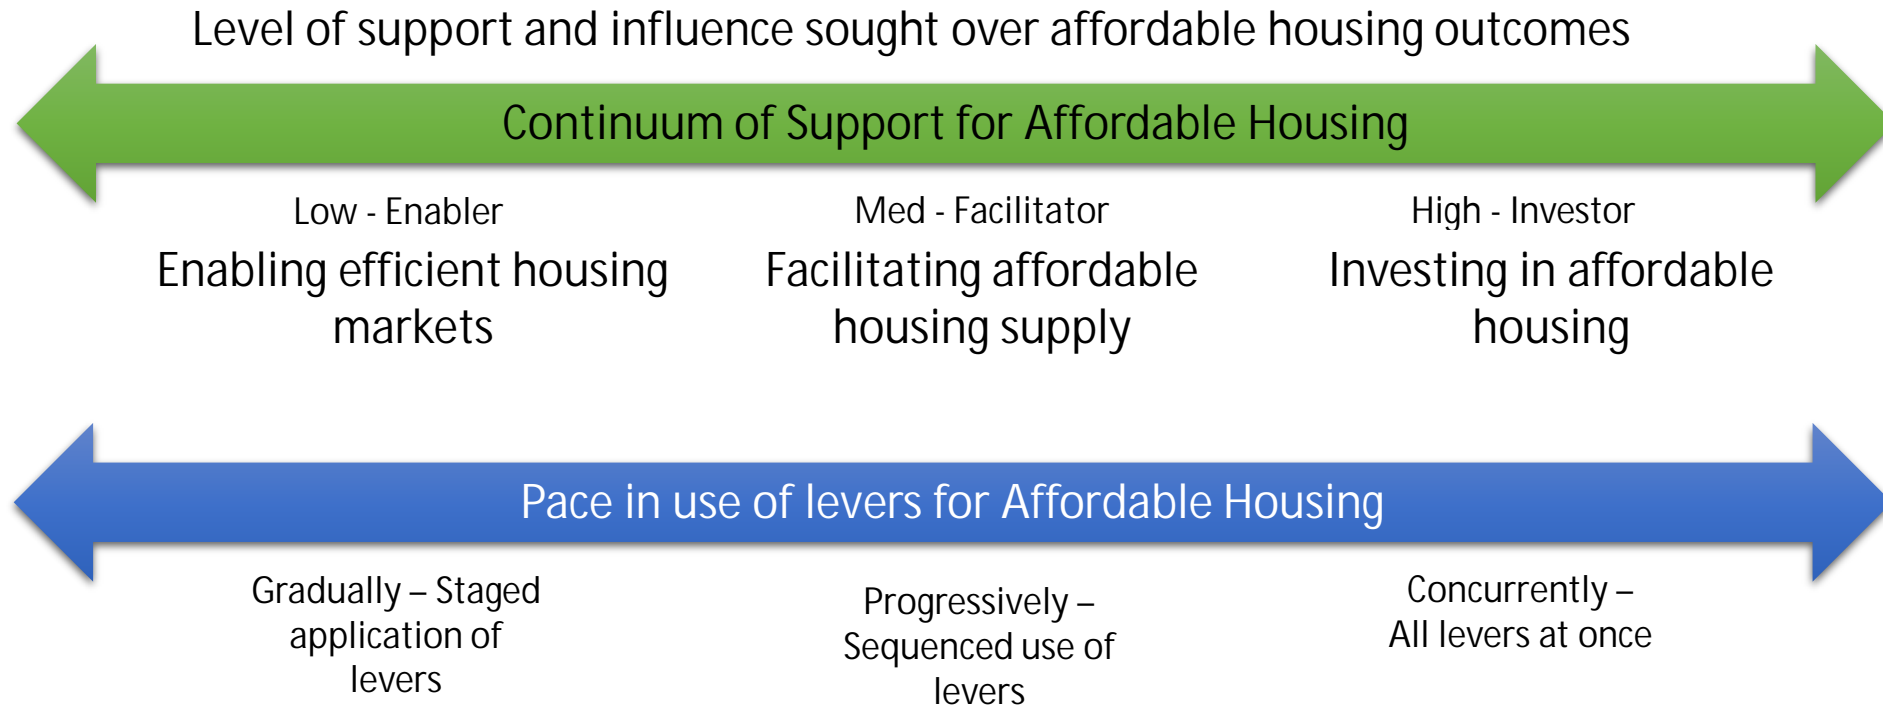 Level of support and influence sought over affordable housing outcomes
Continuum of Support for Affordable Housing
Low - Enabler
Enabling efficient housing
markets
Med - Facilitator
Facilitating affordable
housing supply
High - Investor
Investing in affordable
housing
Pace in use of levers for Affordable Housing
Gradually – Staged
application of
levers
Progressively –
Sequenced use of
levers
Concurrently –
All levers at once